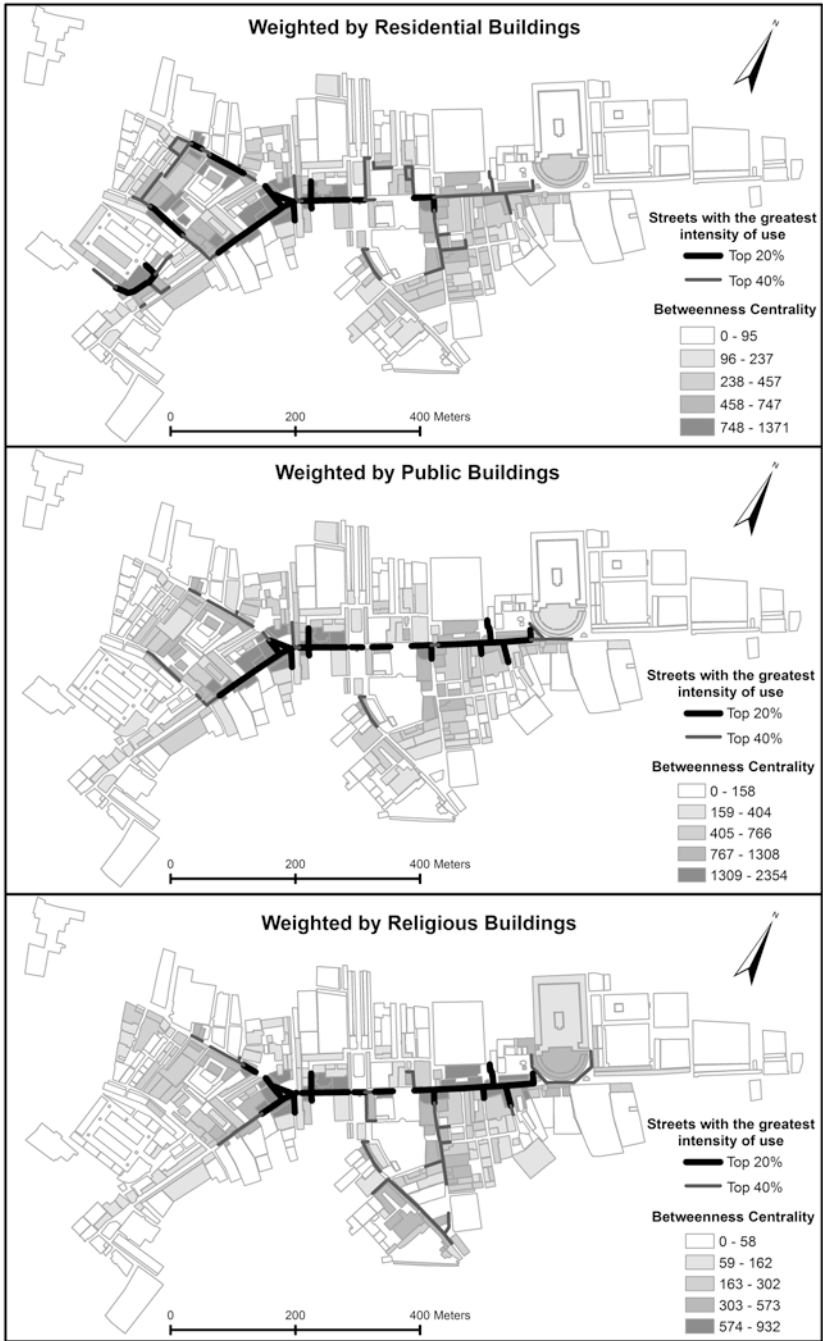 Weighted by Residential Buildings
N
Streets with the greatest
intensity of use
Top 20%
Top 40%
Betweenness Centrality
0 - 95
96 - 237
238 - 457
458 - 747
748 - 1371
0 200 400 Meters
Weighted by Public Buildings
N
Streets with the greatest
intensity of use
Top 20%
Top 40%
Betweenness Centrality
0 - 158
159 - 404
405 - 766
767 - 1308
1309 - 2354
0 200 400 Meters
Weighted by Religious Buildings
N
Streets with the greatest
intensity of use
Top 20%
Top 40%
Betweenness Centrality
0 - 58
59 - 162
163 - 302
303 - 573
574 - 932
0 200 400 Meters